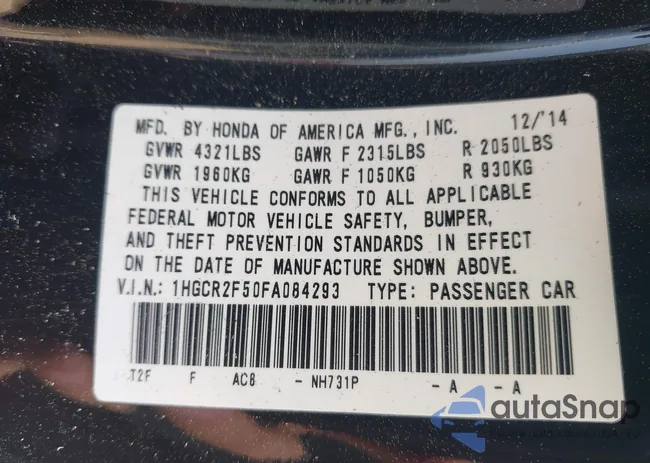 MFD. BY HONDA OF AMERICA MFG., INC. 12/'14
GVWR 4321LBS GAWR F 2315LBS R 2050LBS
GVWR 1960KG GAWR F 1050KG R 930KG
THIS VEHICLE CONFORMS TO ALL APPLICABLE
FEDERAL MOTOR VEHICLE SAFETY, BUMPER,
AND THEFT PREVENTION STANDARDS IN EFFECT
ON THE DATE OF MANUFACTURE SHOWN ABOVE.
V.I.N.: 1HGCR2F50FA084293 TYPE: PASSENGER CAR
T2F F AC8 - NH731P - A - A
autoSnap